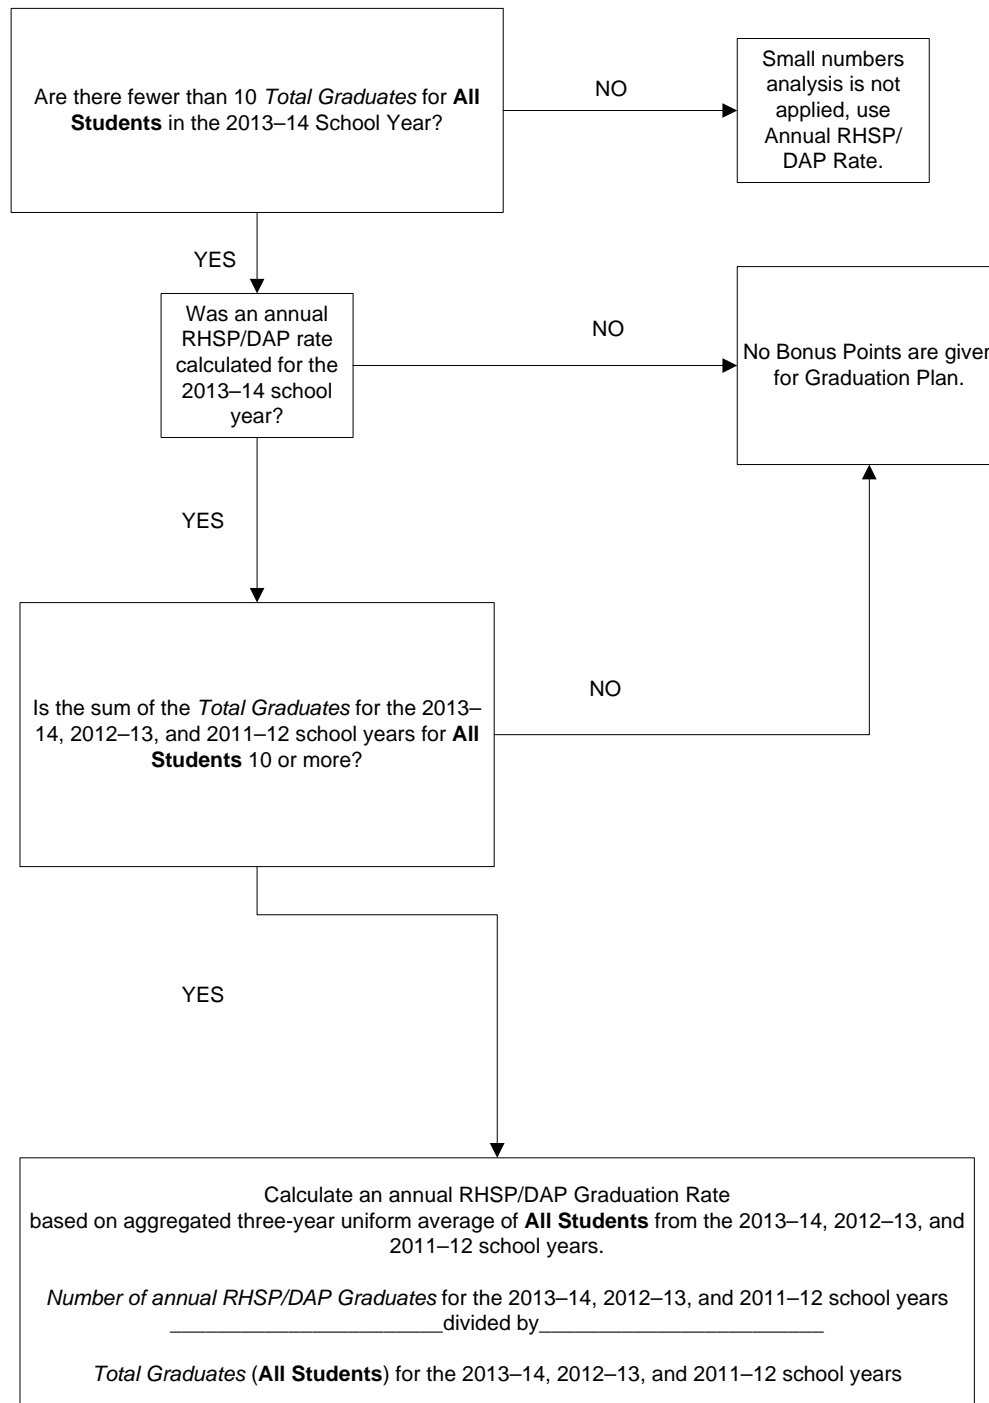 Are there fewer than 10 Total Graduates for All
Students in the 2013–14 School Year?
NO
Small numbers
analysis is not
applied, use
Annual RHSP/
DAP Rate.
YES
Was an annual
RHSP/DAP rate
calculated for the
2013–14 school
year?
NO
No Bonus Points are given
for Graduation Plan.
YES
Is the sum of the Total Graduates for the 2013–
14, 2012–13, and 2011–12 school years for All
Students 10 or more?
NO
YES
Calculate an annual RHSP/DAP Graduation Rate
based on aggregated three-year uniform average of All Students from the 2013–14, 2012–13, and
2011–12 school years.
Number of annual RHSP/DAP Graduates for the 2013–14, 2012–13, and 2011–12 school years
_______________________divided by________________________
Total Graduates (All Students) for the 2013–14, 2012–13, and 2011–12 school years